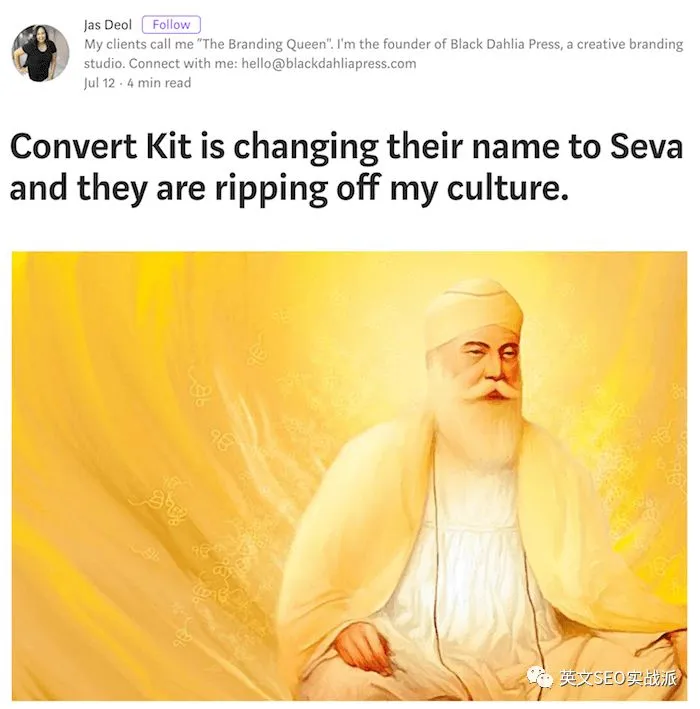 Jas Deol Follow
My clients call me "The Branding Queen". I'm the founder of Black Dahlia Press, a creative branding
studio. Connect with me: hello@blackdahliapress.com
Jul 12 · 4 min read
Convert Kit is changing their name to Seva
and they are ripping off my culture.
英文SEO实战派